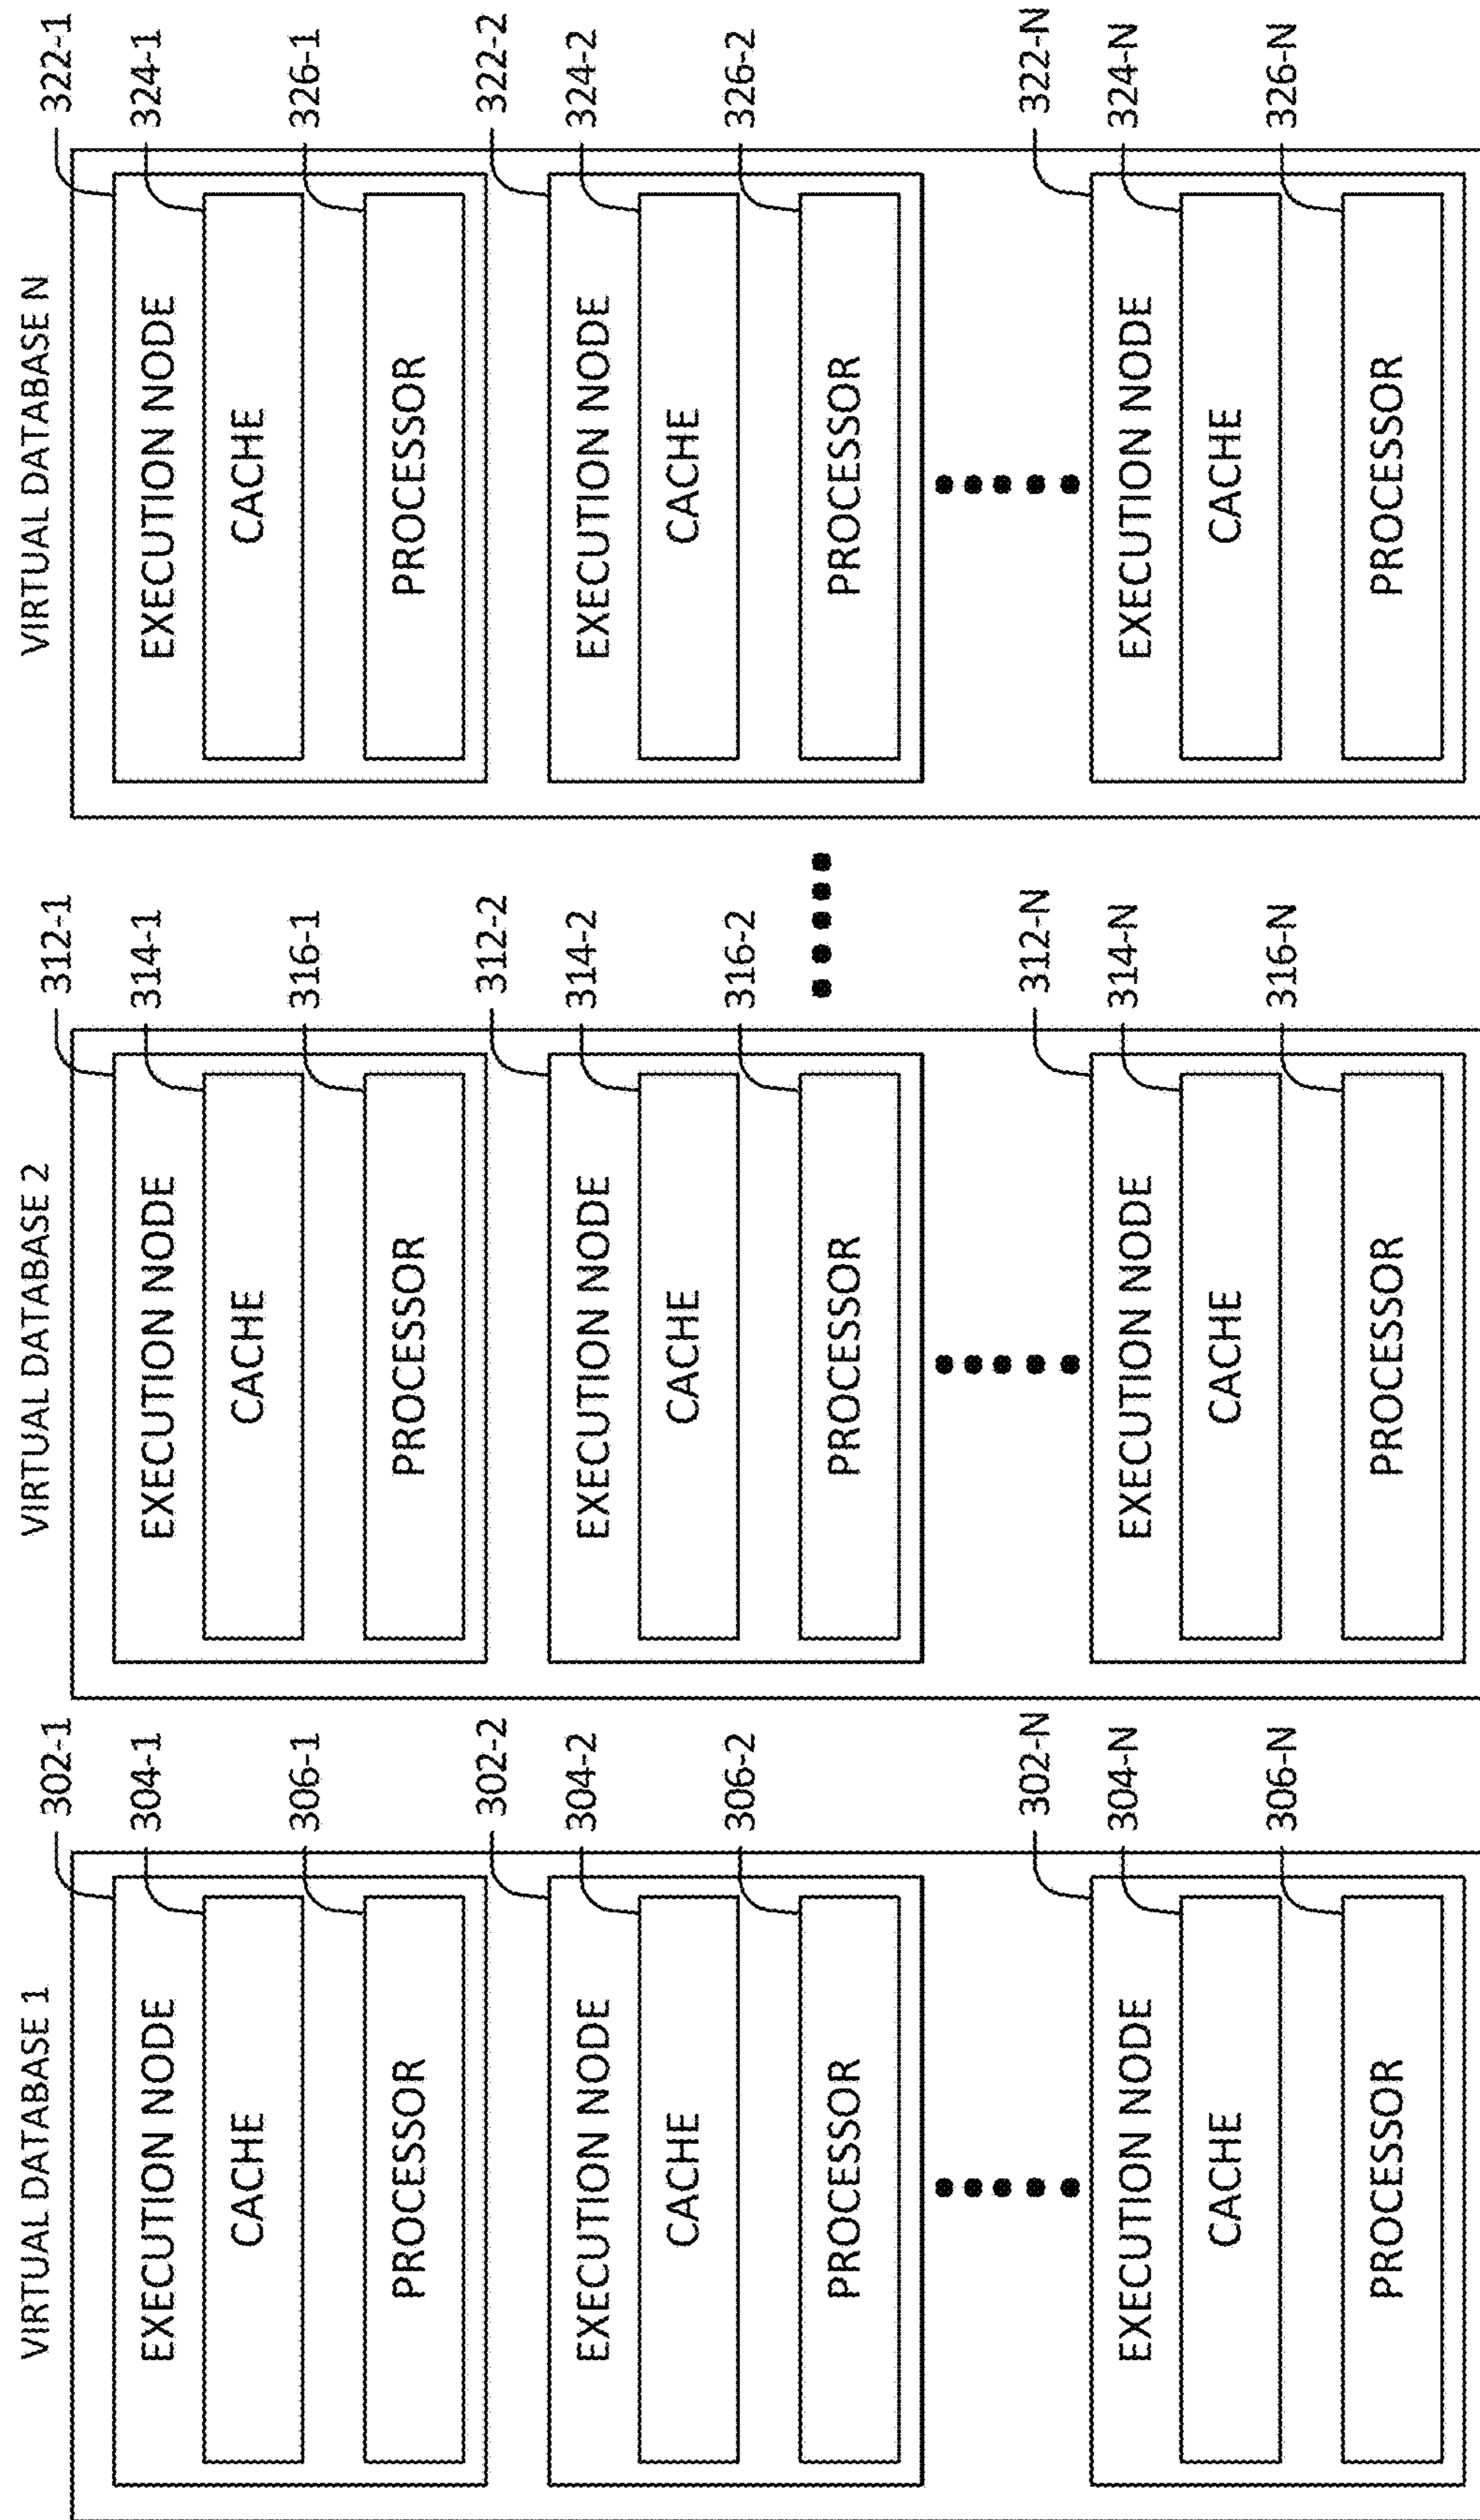 VIRTUAL DATABASE 1
302-1
EXECUTION NODE
304-1
CACHE
306-1
PROCESSOR
302-2
EXECUTION NODE
304-2
CACHE
306-2
PROCESSOR
302-N
EXECUTION NODE
304-N
CACHE
306-N
PROCESSOR
VIRTUAL DATABASE 2
312-1
EXECUTION NODE
314-1
CACHE
316-1
PROCESSOR
312-2
EXECUTION NODE
314-2
CACHE
316-2
PROCESSOR
312-N
EXECUTION NODE
314-N
CACHE
316-N
PROCESSOR
VIRTUAL DATABASE N
322-1
EXECUTION NODE
324-1
CACHE
326-1
PROCESSOR
322-2
EXECUTION NODE
324-2
CACHE
326-2
PROCESSOR
322-N
EXECUTION NODE
324-N
CACHE
326-N
PROCESSOR